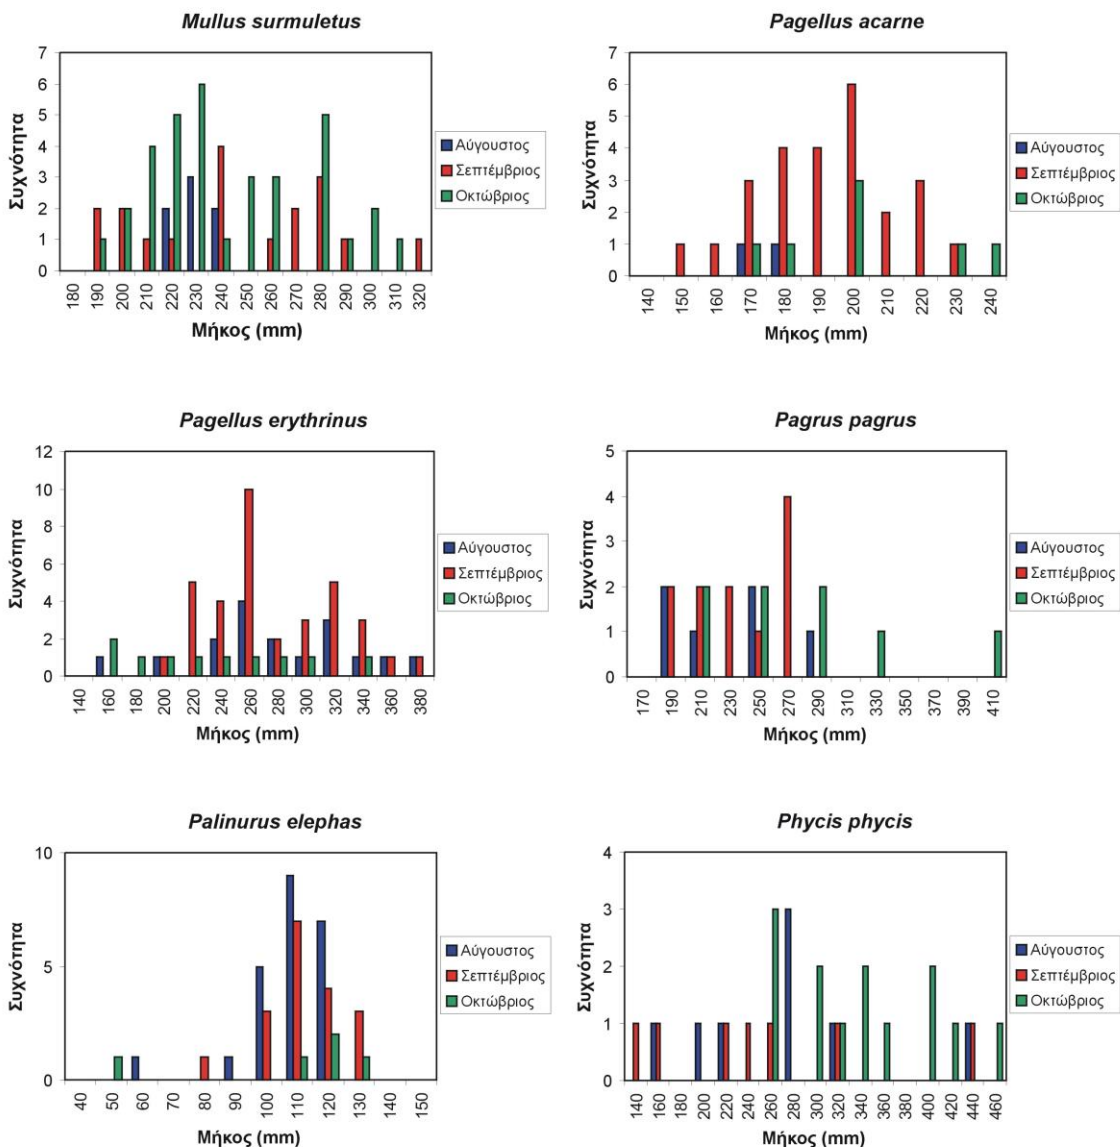 Mullus surmuletus
Συχνότητα
7
6
5
4
3
2
1
0
180 190 200 210 220 230 240 250 260 270 280 290 300 310 320
Μήκος (mm)
Αύγουστος
Σεπτέμβριος
Οκτώβριος
Pagellus acarne
Συχνότητα
7
6
5
4
3
2
1
0
140 150 160 170 180 190 200 210 220 230 240
Μήκος (mm)
Αύγουστος
Σεπτέμβριος
Οκτώβριος
Pagellus erythrinus
Συχνότητα
12
10
8
6
4
2
0
140 160 180 200 220 240 260 280 300 320 340 360 380
Μήκος (mm)
Αύγουστος
Σεπτέμβριος
Οκτώβριος
Pagrus pagrus
Συχνότητα
5
4
3
2
1
0
170 190 210 230 250 270 290 310 330 350 370 390 410
Μήκος (mm)
Αύγουστος
Σεπτέμβριος
Οκτώβριος
Palinurus elephas
Συχνότητα
10
5
0
40 50 60 70 80 90 100 110 120 130 140 150
Μήκος (mm)
Αύγουστος
Σεπτέμβριος
Οκτώβριος
Phycis phycis
Συχνότητα
4
3
2
1
0
140 160 180 200 220 240 260 280 300 320 340 360 380 400 420 440 460
Μήκος (mm)
Αύγουστος
Σεπτέμβριος
Οκτώβριος